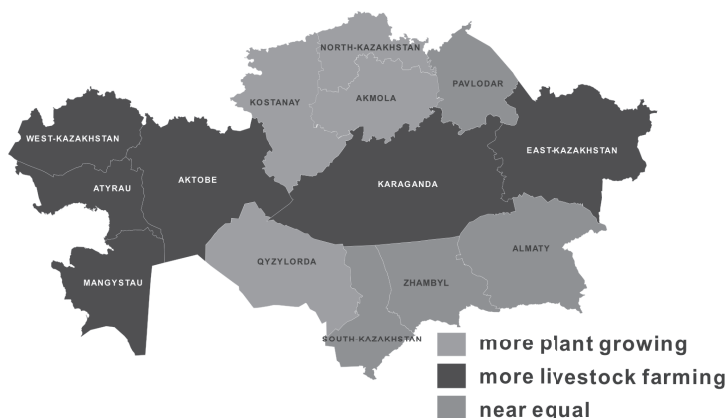 NORTH-KAZAKHSTAN
PAVLODAR
KOSTANAY
AKMOLA
WEST-KAZAKHSTAN
EAST-KAZAKHSTAN
ATYRAU
AKTOBE
KARAGANDA
ALMATY
QYZYLORDA
MANGYSTAU
ZHAMBYL
SOUTH-KAZAKHSTAN
more plant growing
more livestock farming
near equal